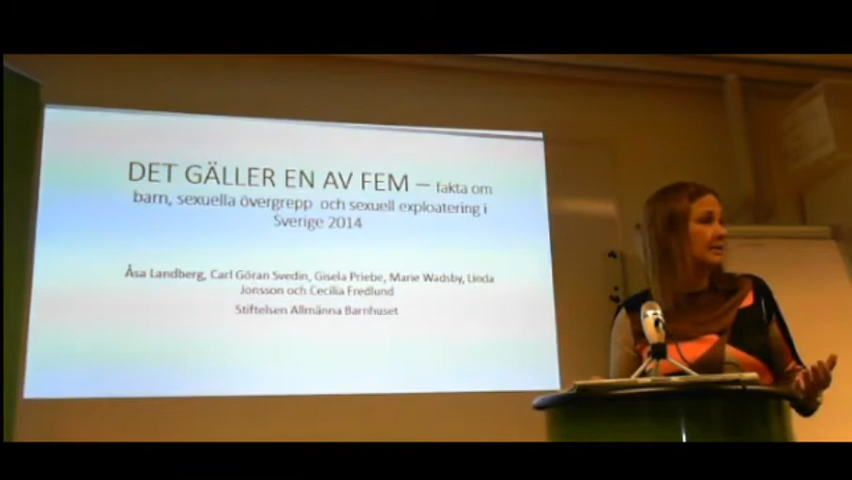 DET GÄLLER EN AV FEM – fakta om
barn, sexuella övergrepp och sexuell exploatering i
Sverige 2014
Åsa Landberg, Carl Göran Svedin, Gisela Priebe, Marie Wadsby, Linda
Jonsson och Cecilia Fredlund
Stiftelsen Allmänna Barnhuset